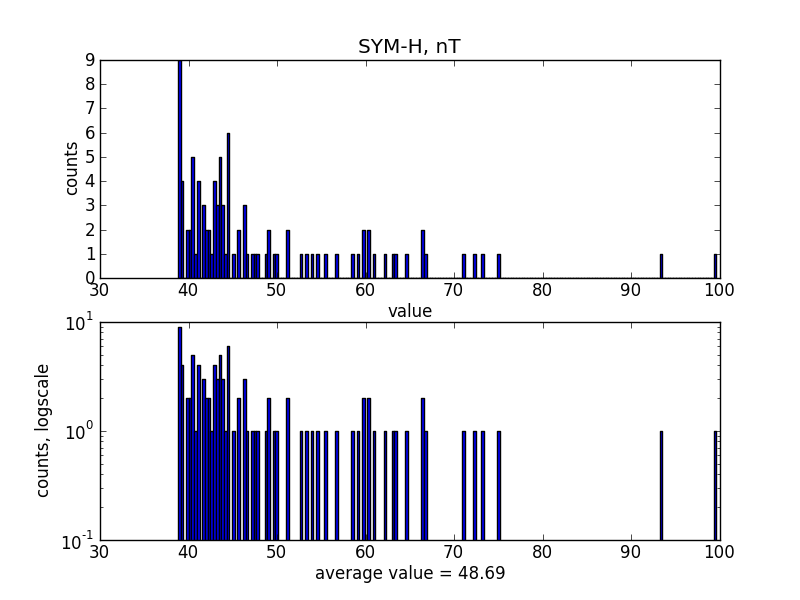 SYM-H, nT
9
8
7
6
5
4
3
2
1
0
counts
30 40 50 60 70 80 90 100
value
10^1
10^0
10^-1
counts, logscale
30 40 50 60 70 80 90 100
average value = 48.69